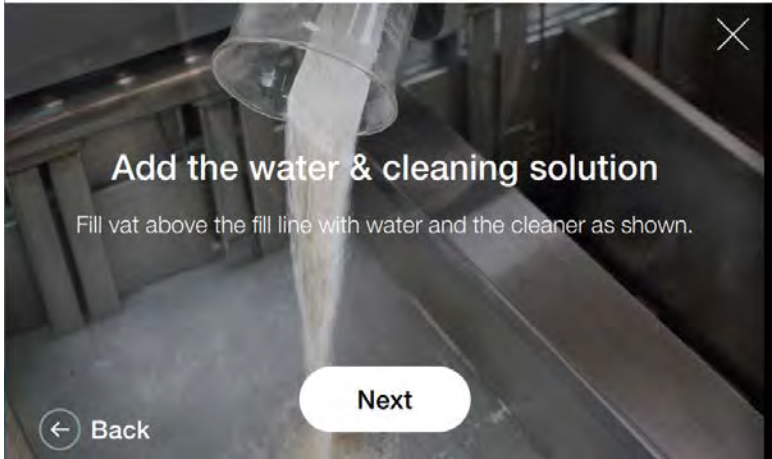 Add the water & cleaning solution
Fill vat above the fill line with water and the cleaner as shown.
Next
Back